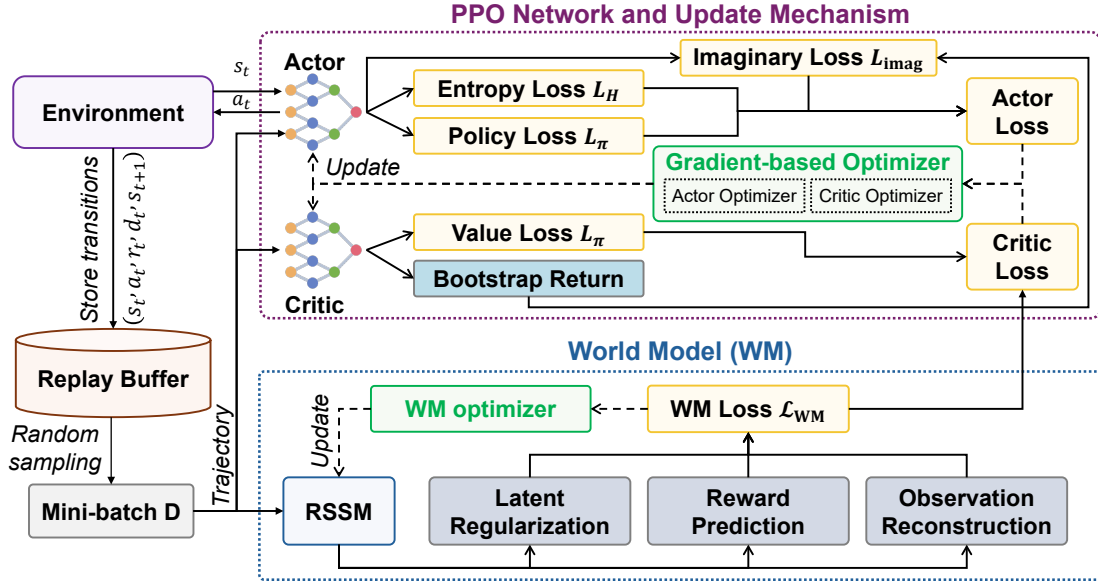 PPO Network and Update Mechanism
Actor
Imaginary Loss L_imag
s_t
a_t
Environment
Entropy Loss L_H
Policy Loss L_π
Actor
Loss
Update
Gradient-based Optimizer
Actor Optimizer
Critic Optimizer
Store transitions
(s_t, a_t, r_t, d_t, s_{t+1})
Value Loss L_π
Critic
Loss
Bootstrap Return
Critic
Replay Buffer
World Model (WM)
WM optimizer
WM Loss ℒ_WM
Random
sampling
Trajectory
Update
Mini-batch D
RSSM
Latent
Regularization
Reward
Prediction
Observation
Reconstruction